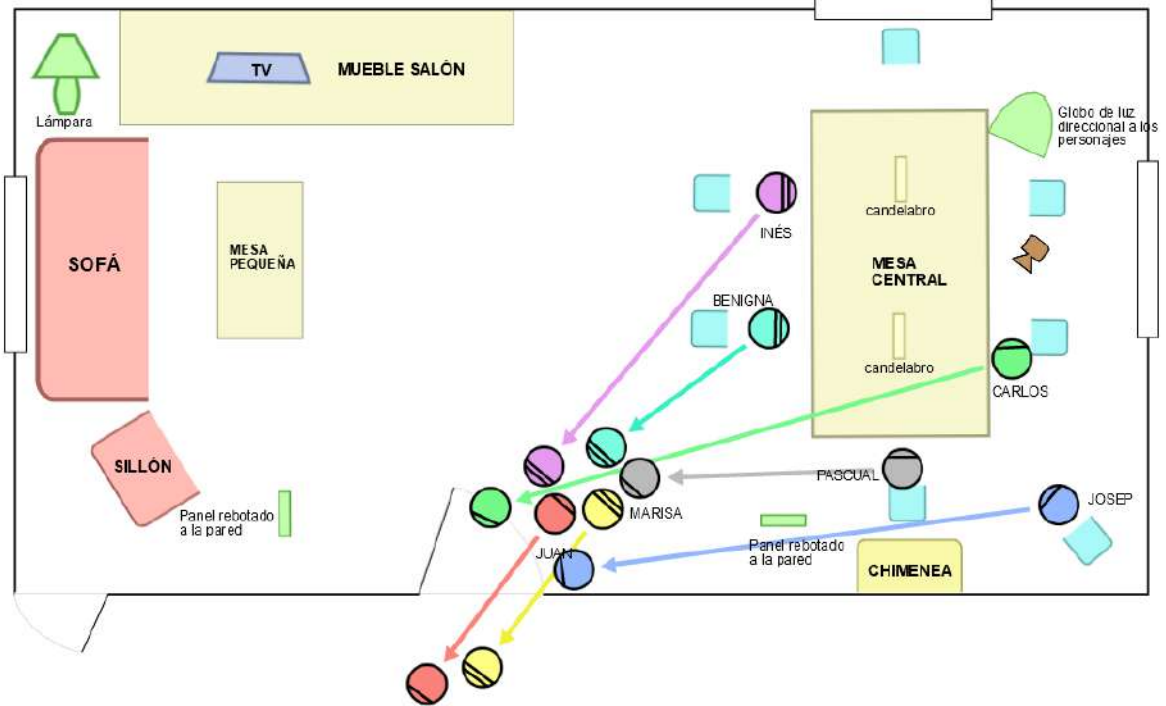 TV
MUEBLE SALÓN
Lámpara
Globo de luz
direccional a los
personajes
candelabro
INÉS
SOFÁ
MESA
PEQUEÑA
MESA
CENTRAL
BENIGNA
candelabro
CARLOS
SILLÓN
PASCUAL
JOSEP
Panel rebotado
a la pared
MARISA
JUAN
Panel rebotado
a la pared
CHIMENEA